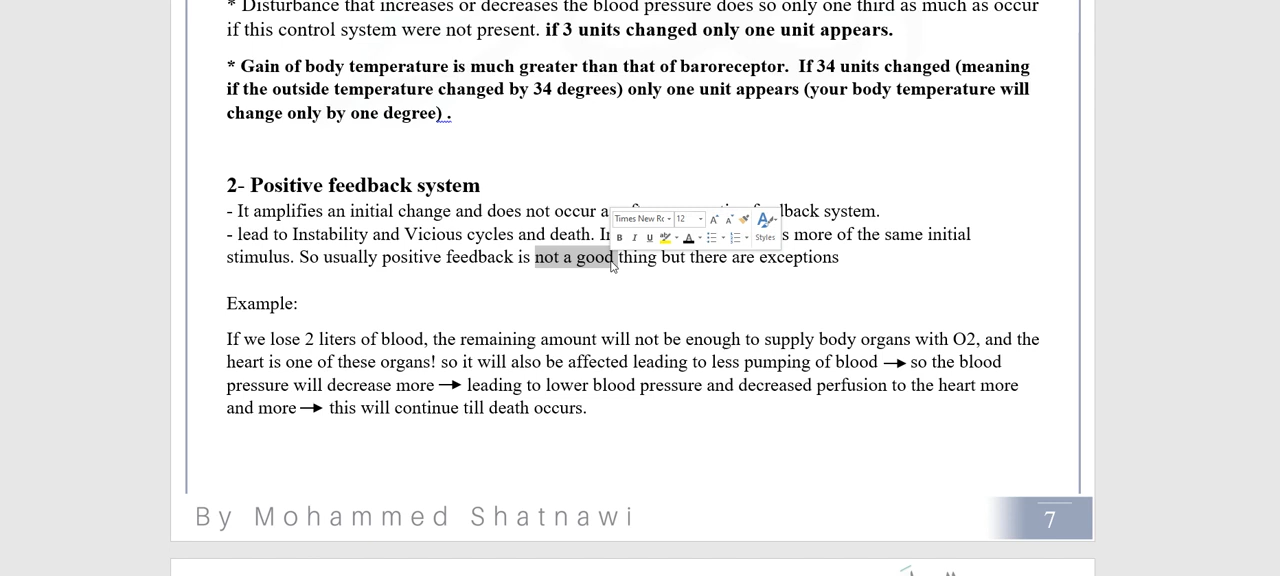 * Disturbance that increases or decreases the blood pressure does so only one third as much as occur
if this control system were not present. if 3 units changed only one unit appears.
* Gain of body temperature is much greater than that of baroreceptor. If 34 units changed (meaning
if the outside temperature changed by 34 degrees) only one unit appears (your body temperature will
change only by one degree) .
2- Positive feedback system
- It amplifies an initial change and does not occur a lback system.
Times New Rc 12 A A A
- lead to Instability and Vicious cycles and death. s more of the same initial
B I U ab A Styles
stimulus. So usually positive feedback is not a good thing but there are exceptions
Example:
If we lose 2 liters of blood, the remaining amount will not be enough to supply body organs with O2, and the
heart is one of these organs! so it will also be affected leading to less pumping of blood → so the blood
pressure will decrease more → leading to lower blood pressure and decreased perfusion to the heart more
and more → this will continue till death occurs.
By Mohammed Shatnawi
7